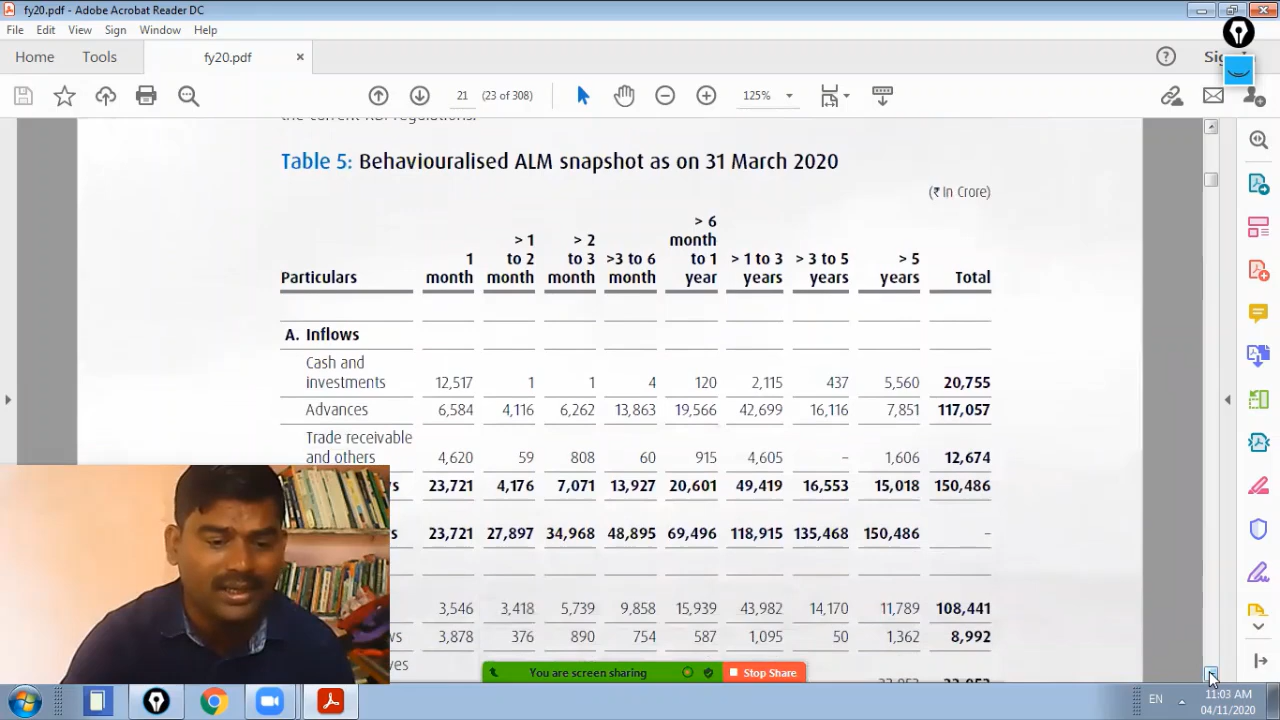 fy20.pdf - Adobe Acrobat Reader DC
File Edit View Sign Window Help
Home Tools fy20.pdf ×
21 (23 of 308) 125%
Table 5: Behaviouralised ALM snapshot as on 31 March 2020
(₹ In Crore)
Particulars 1 month > 1 to 2 month > 2 to 3 month >3 to 6 month > 6 month to 1 year > 1 to 3 years > 3 to 5 years > 5 years Total
A. Inflows
Cash and
investments 12,517 1 1 4 120 2,115 437 5,560 20,755
Advances 6,584 4,116 6,262 13,863 19,566 42,699 16,116 7,851 117,057
Trade receivable
and others 4,620 59 808 60 915 4,605 – 1,606 12,674
23,721 4,176 7,071 13,927 20,601 49,419 16,553 15,018 150,486
23,721 27,897 34,968 48,895 69,496 118,915 135,468 150,486 –
3,546 3,418 5,739 9,858 15,939 43,982 14,170 11,789 108,441
3,878 376 890 754 587 1,095 50 1,362 8,992
You are screen sharing Stop Share
EN 11:03 AM
04/11/2020